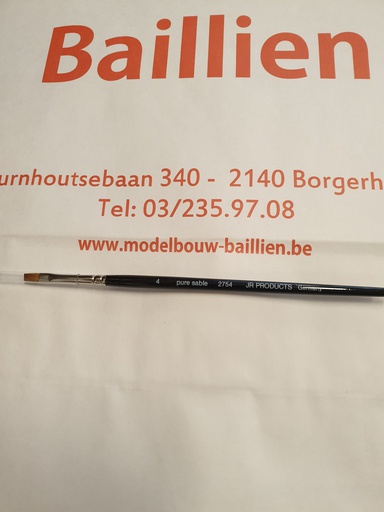 Baillien
urnhoutsebaan 340 - 2140 Borgerh
Tel: 03/235.97.08
www.modelbouw-baillien.be
4 pure sable 2754 JR PRODUCTS Germany